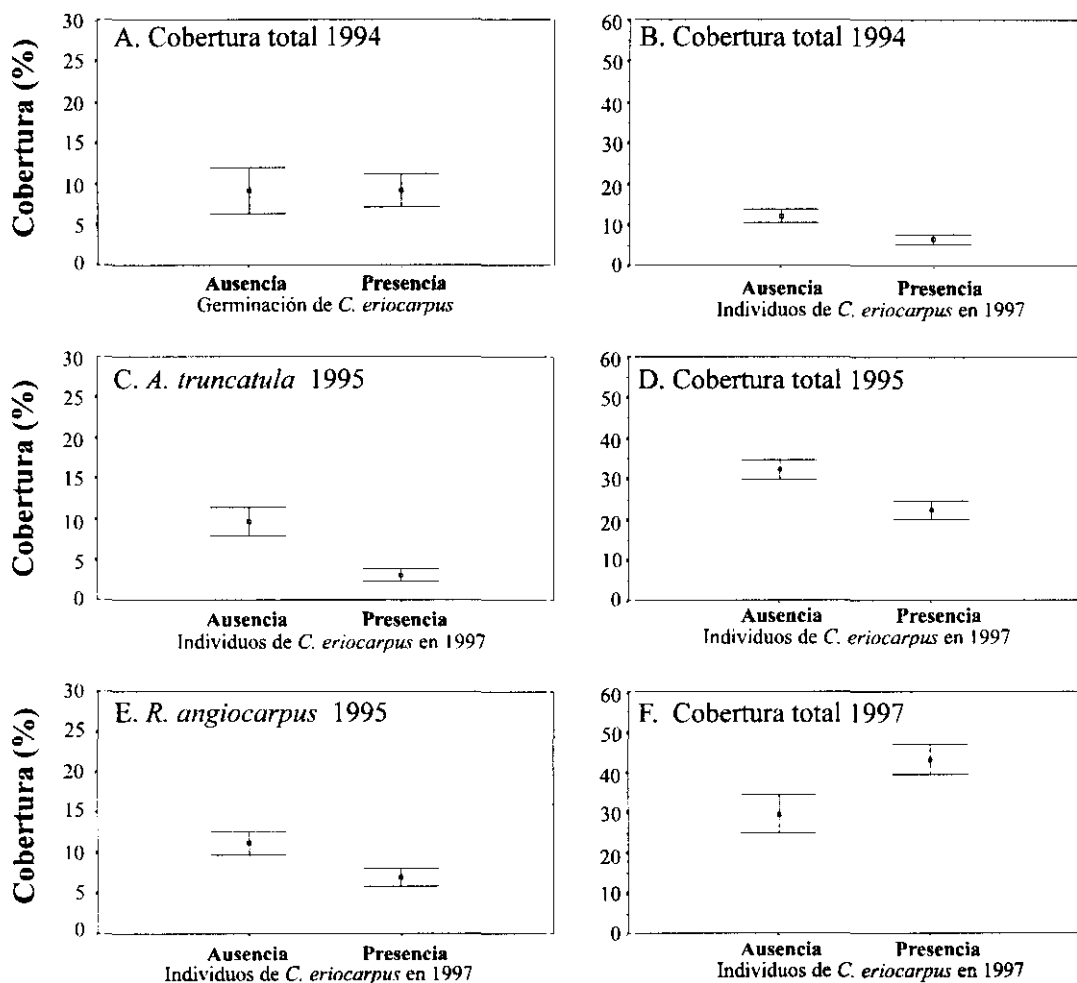 Cobertura (%)
30
25
20
15
10
5
0
A. Cobertura total 1994
Ausencia
Presencia
Germinación de C. eriocarpus
60
50
40
30
20
10
0
B. Cobertura total 1994
Ausencia
Presencia
Individuos de C. eriocarpus en 1997
Cobertura (%)
30
25
20
15
10
5
0
C. A. truncatula 1995
Ausencia
Presencia
Individuos de C. eriocarpus en 1997
60
50
40
30
20
10
0
D. Cobertura total 1995
Ausencia
Presencia
Individuos de C. eriocarpus en 1997
Cobertura (%)
30
25
20
15
10
5
0
E. R. angiocarpus 1995
Ausencia
Presencia
Individuos de C. eriocarpus en 1997
60
50
40
30
20
10
0
F. Cobertura total 1997
Ausencia
Presencia
Individuos de C. eriocarpus en 1997